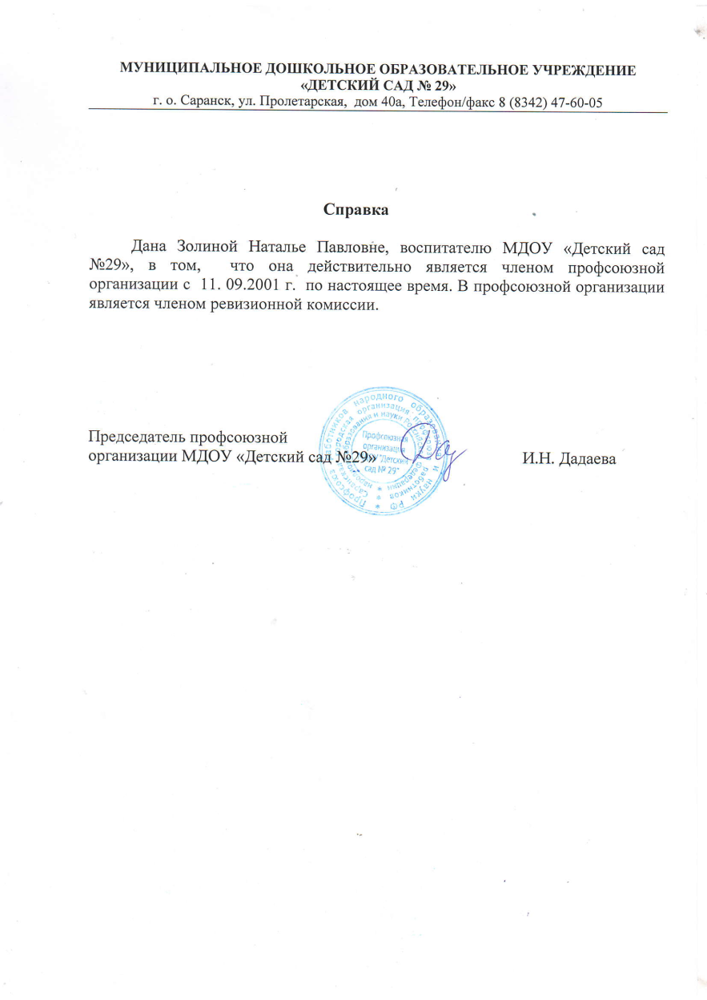 МУНИЦИПАЛЬНОЕ ДОШКОЛЬНОЕ ОБРАЗОВАТЕЛЬНОЕ УЧРЕЖДЕНИЕ
«ДЕТСКИЙ САД № 29»
г. о. Саранск, ул. Пролетарская, дом 40а, Телефон/факс 8 (8342) 47-60-05
Справка
Дана Золиной Наталье Павловне, воспитателю МДОУ «Детский сад
№29», в том, что она действительно является членом профсоюзной
организации с 11. 09.2001 г. по настоящее время. В профсоюзной организации
является членом ревизионной комиссии.
Председатель профсоюзной
организации МДОУ «Детский сад №29»
И.Н. Дадаева
Профсоюзная
организация
"Детский
сад № 29"
Профсоюз работников народного образования и науки РФ